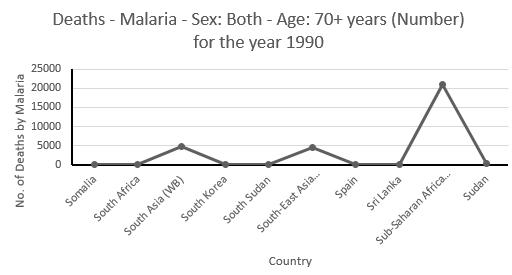 Deaths - Malaria - Sex: Both - Age: 70+ years (Number)
for the year 1990
No. of Deaths by Malaria
25000
20000
15000
10000
5000
0
Somalia
South Africa
South Asia (WB)
South Korea
South Sudan
South-East Asia...
Spain
Sri Lanka
Sub-Saharan Africa...
Sudan
Country